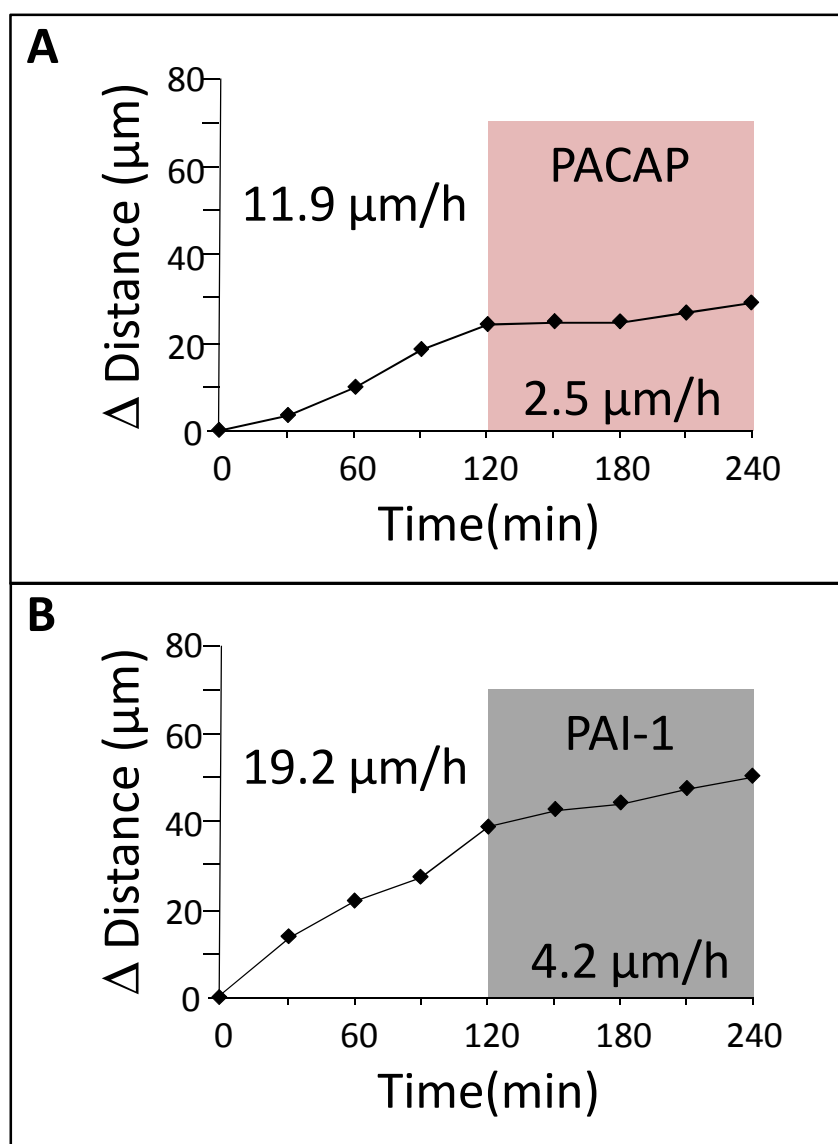 A
Δ Distance (µm)
80
60
40
20
0
11.9 µm/h
PACAP
2.5 µm/h
0 60 120 180 240
Time(min)
B
Δ Distance (µm)
80
60
40
20
0
19.2 µm/h
PAI-1
4.2 µm/h
0 60 120 180 240
Time(min)